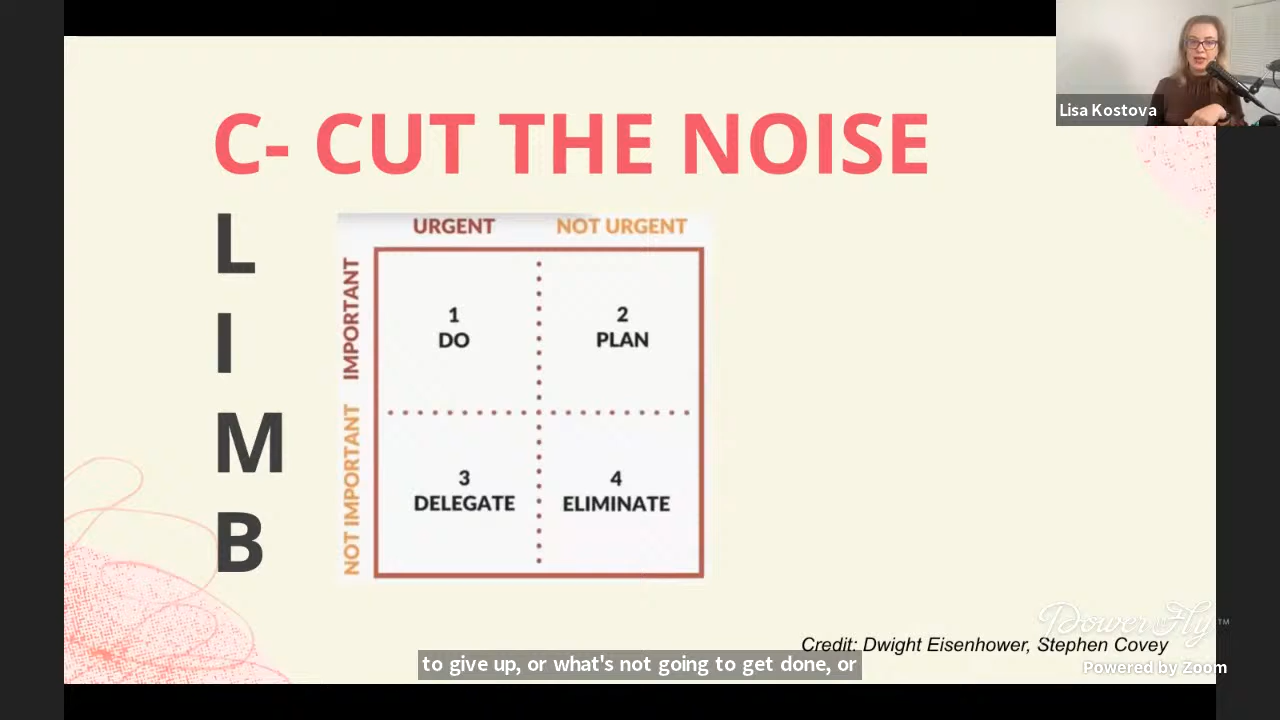 Lisa Kostova
C- CUT THE NOISE
L
I
M
B
URGENT
NOT URGENT
IMPORTANT
NOT IMPORTANT
1
DO
2
PLAN
3
DELEGATE
4
ELIMINATE
PowerToFly™
Credit: Dwight Eisenhower, Stephen Covey
to give up, or what's not going to get done, or
Powered by Zoom